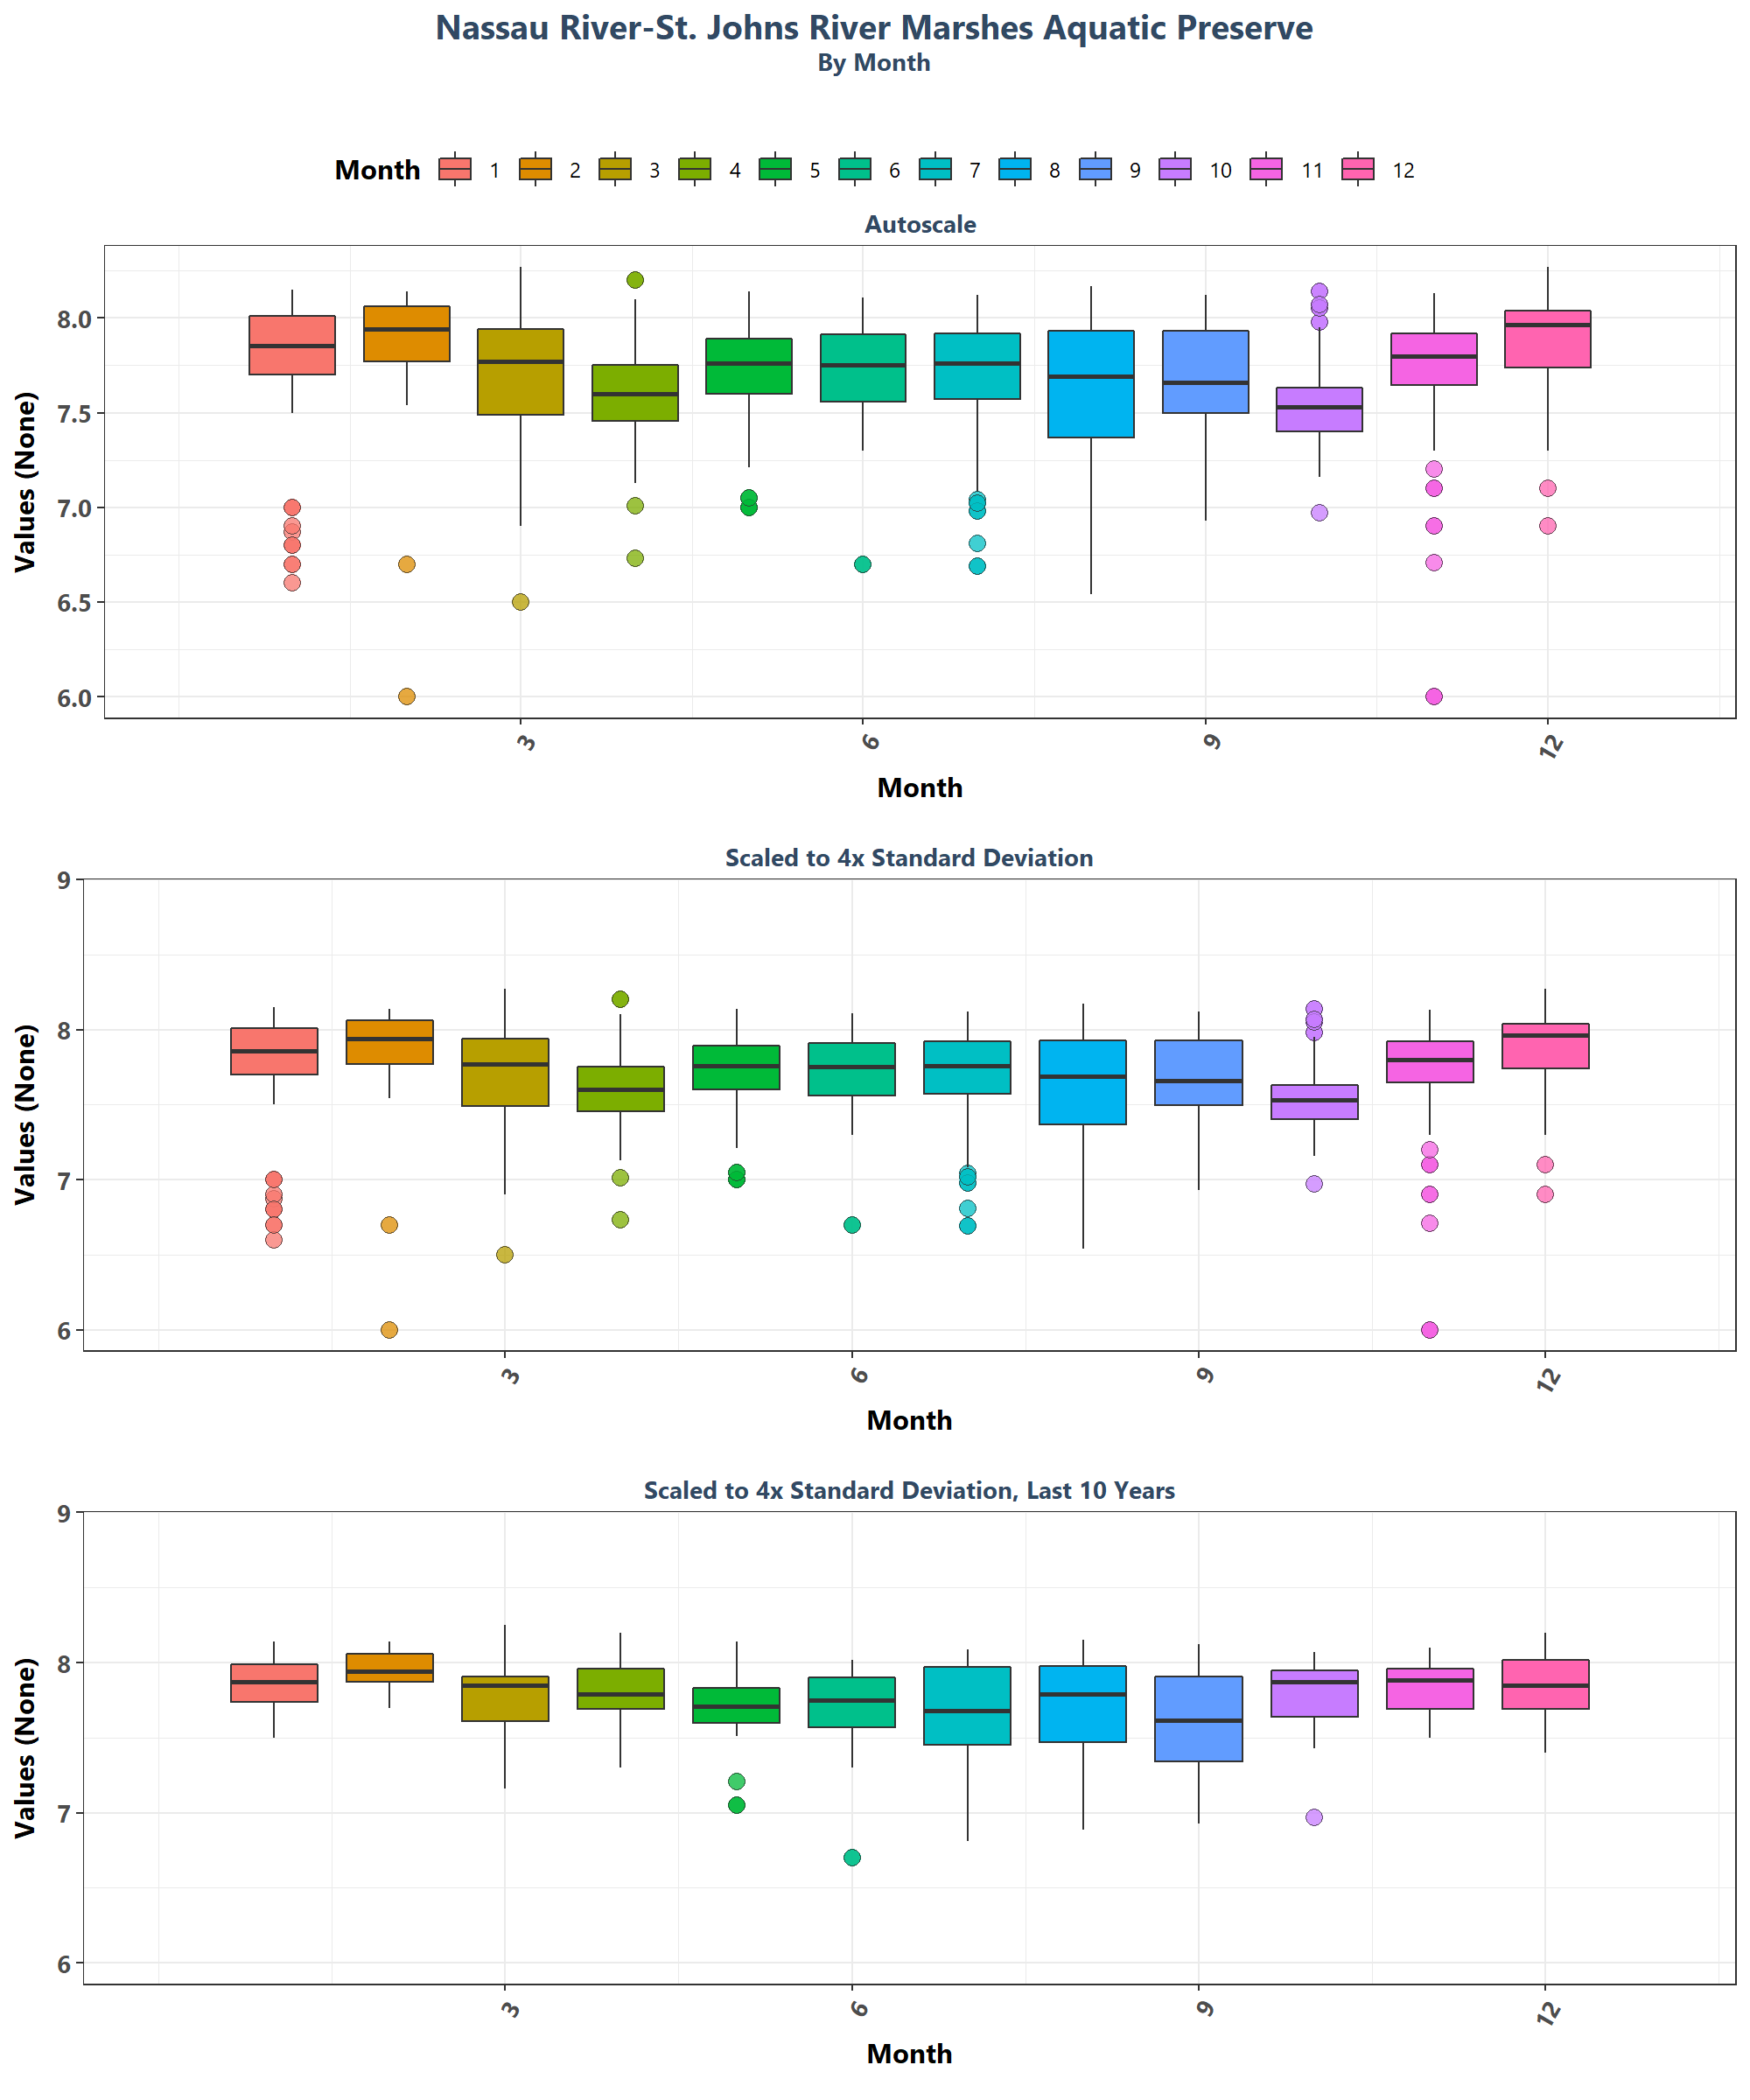 Nassau River-St. Johns River Marshes Aquatic Preserve
By Month
Month 1 2 3 4 5 6 7 8 9 10 11 12
Autoscale
Values (None)
8.0
7.5
7.0
6.5
6.0
3 6 9 12
Month
Scaled to 4x Standard Deviation
Values (None)
9
8
7
6
3 6 9 12
Month
Scaled to 4x Standard Deviation, Last 10 Years
Values (None)
9
8
7
6
3 6 9 12
Month